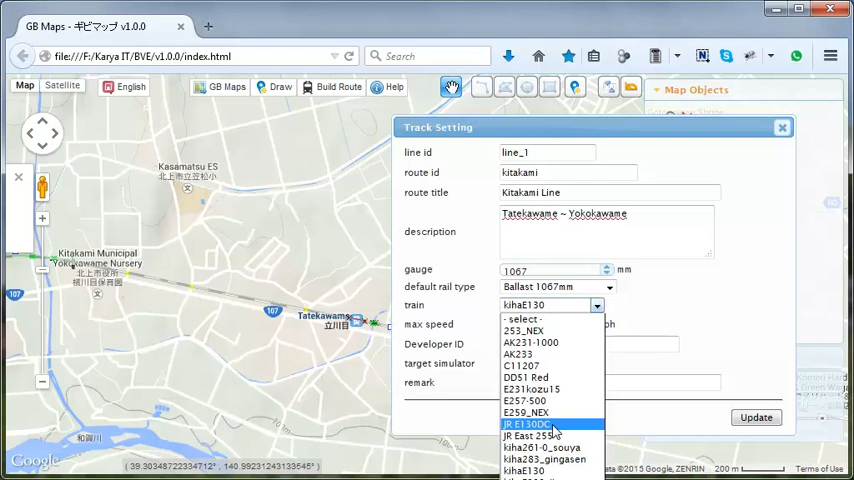 GB Maps - ギビマップ v1.0.0
file:///F:/Karya IT/BVE/v1.0.0/index.html
Search
Map
Satellite
English
GB Maps
Draw
Build Route
Help
Map Objects
Track Setting
line id
line_1
route id
kitakami
route title
Kitakami Line
description
Tatekawame ~ Yokokawame
gauge
1067
mm
default rail type
Ballast 1067mm
train
kihaE130
- select -
253_NEX
AK231-1000
AK233
C11207
DD51 Red
E231kozu15
E257-500
E259_NEX
JR E130DC
JR East 255
kiha261-0_souya
kiha283_gingasen
kihaE130
max speed
ph
Developer ID
target simulator
remark
Update
Kasamatsu ES
北上市立笠松小
Kitakami Municipal
Yokokawame Nursery
北上市役所
横川目保育園
107
Tatekawame
立川目
107
和賀川
Google
( 39.30348722334712° , 140.99231243133545° )
©2015 Google, ZENRIN
200 m
Terms of Use